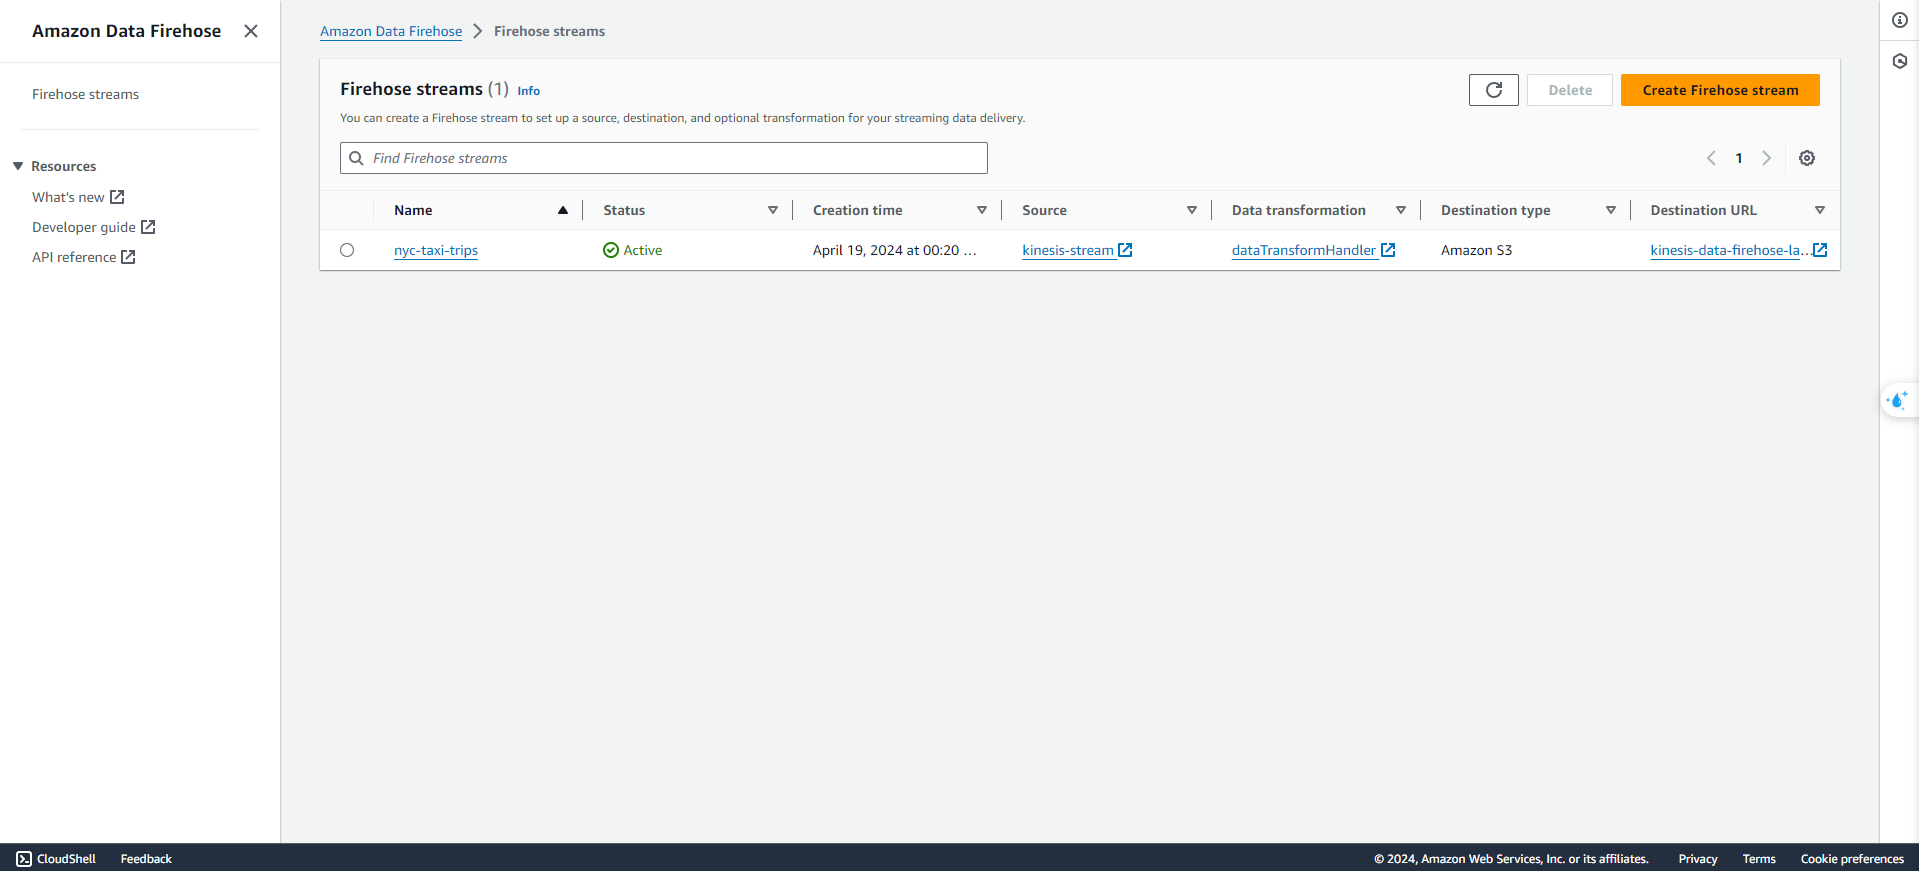 Amazon Data Firehose
Firehose streams
Resources
What's new
Developer guide
API reference
Amazon Data Firehose > Firehose streams
Firehose streams (1) Info
Delete
Create Firehose stream
You can create a Firehose stream to set up a source, destination, and optional transformation for your streaming data delivery.
Find Firehose streams
1
Name Status Creation time Source Data transformation Destination type Destination URL
nyc-taxi-trips Active April 19, 2024 at 00:20 ... kinesis-stream dataTransformHandler Amazon S3 kinesis-data-firehose-la...
CloudShell Feedback © 2024, Amazon Web Services, Inc. or its affiliates. Privacy Terms Cookie preferences